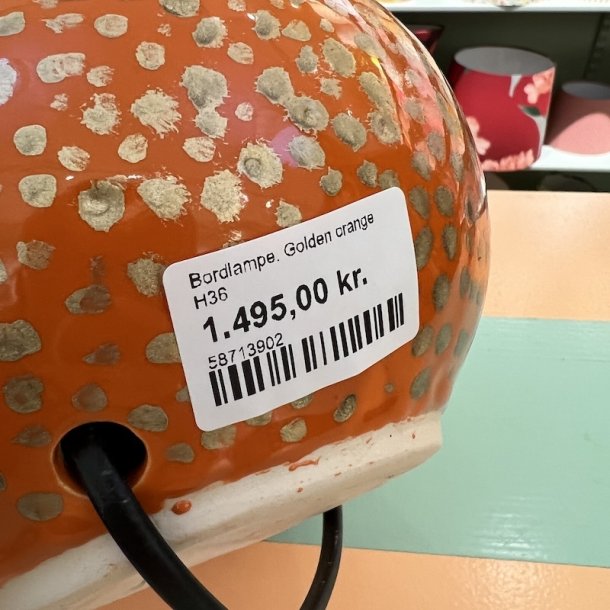 Bordlampe. Golden orange
H36
1.495,00 kr.
58713902